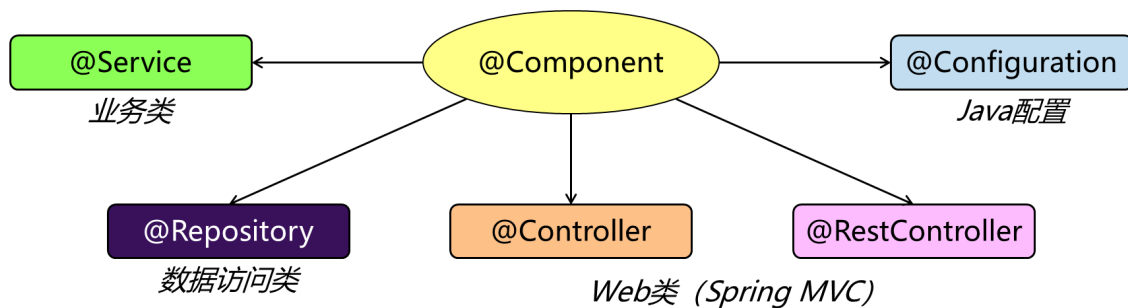 @Service
@Component
@Configuration
业务类
Java配置
@Repository
@Controller
@RestController
数据访问类
Web类（Spring MVC）